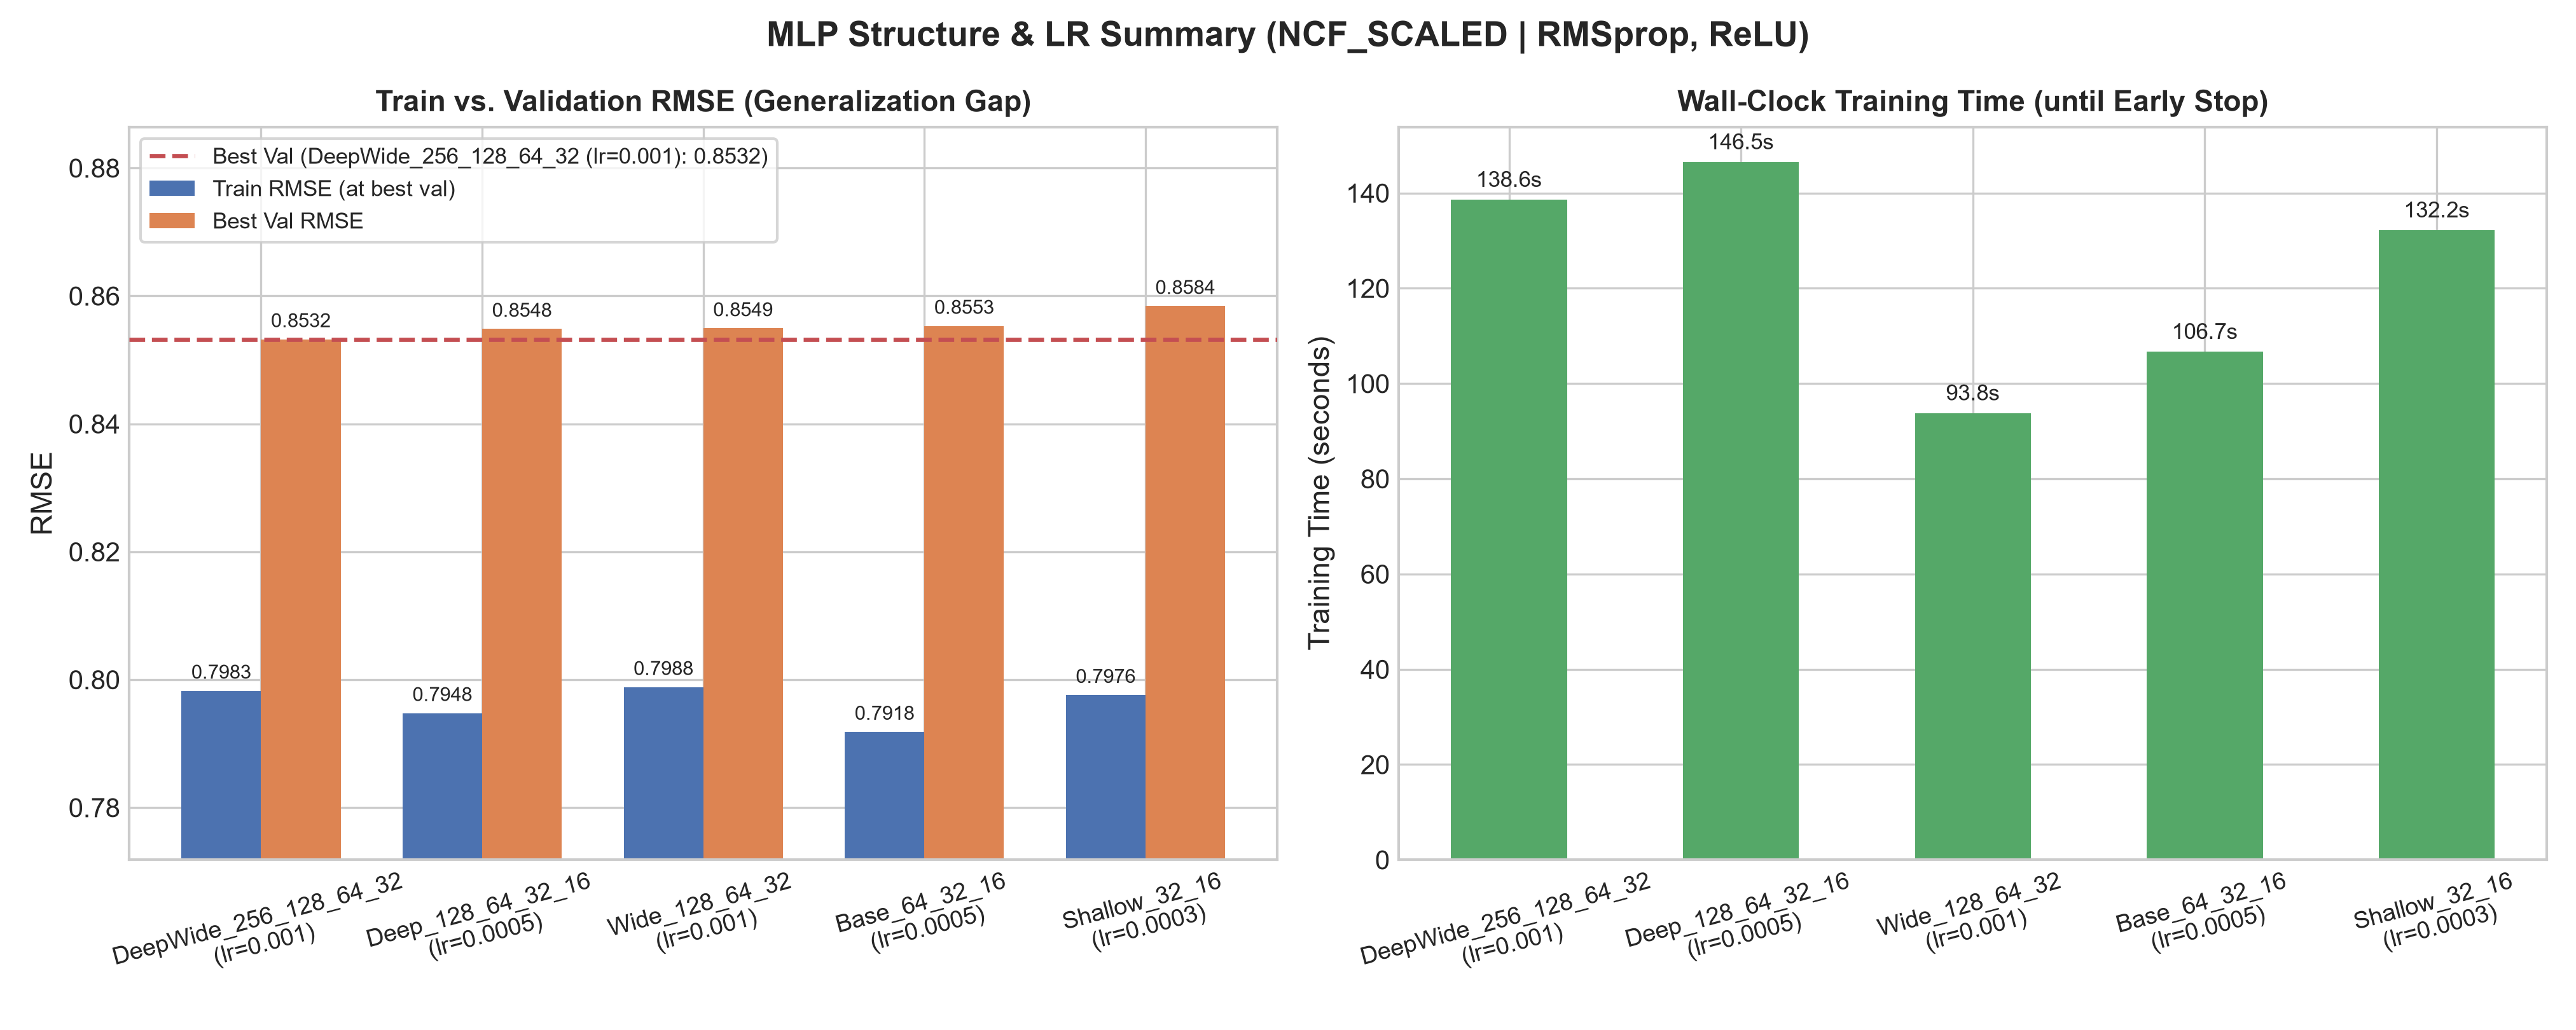 MLP Structure & LR Summary (NCF_SCALED | RMSprop, ReLU)
Train vs. Validation RMSE (Generalization Gap)
Best Val (DeepWide_256_128_64_32 (lr=0.001): 0.8532)
Train RMSE (at best val)
Best Val RMSE
RMSE
0.88
0.86
0.84
0.82
0.80
0.78
0.7983
0.8532
0.7948
0.8548
0.7988
0.8549
0.7918
0.8553
0.7976
0.8584
DeepWide_256_128_64_32
(lr=0.001)
Deep_128_64_32_16
(lr=0.0005)
Wide_128_64_32
(lr=0.001)
Base_64_32_16
(lr=0.0005)
Shallow_32_16
(lr=0.0003)
Wall-Clock Training Time (until Early Stop)
Training Time (seconds)
140
120
100
80
60
40
20
0
138.6s
146.5s
93.8s
106.7s
132.2s
DeepWide_256_128_64_32
(lr=0.001)
Deep_128_64_32_16
(lr=0.0005)
Wide_128_64_32
(lr=0.001)
Base_64_32_16
(lr=0.0005)
Shallow_32_16
(lr=0.0003)